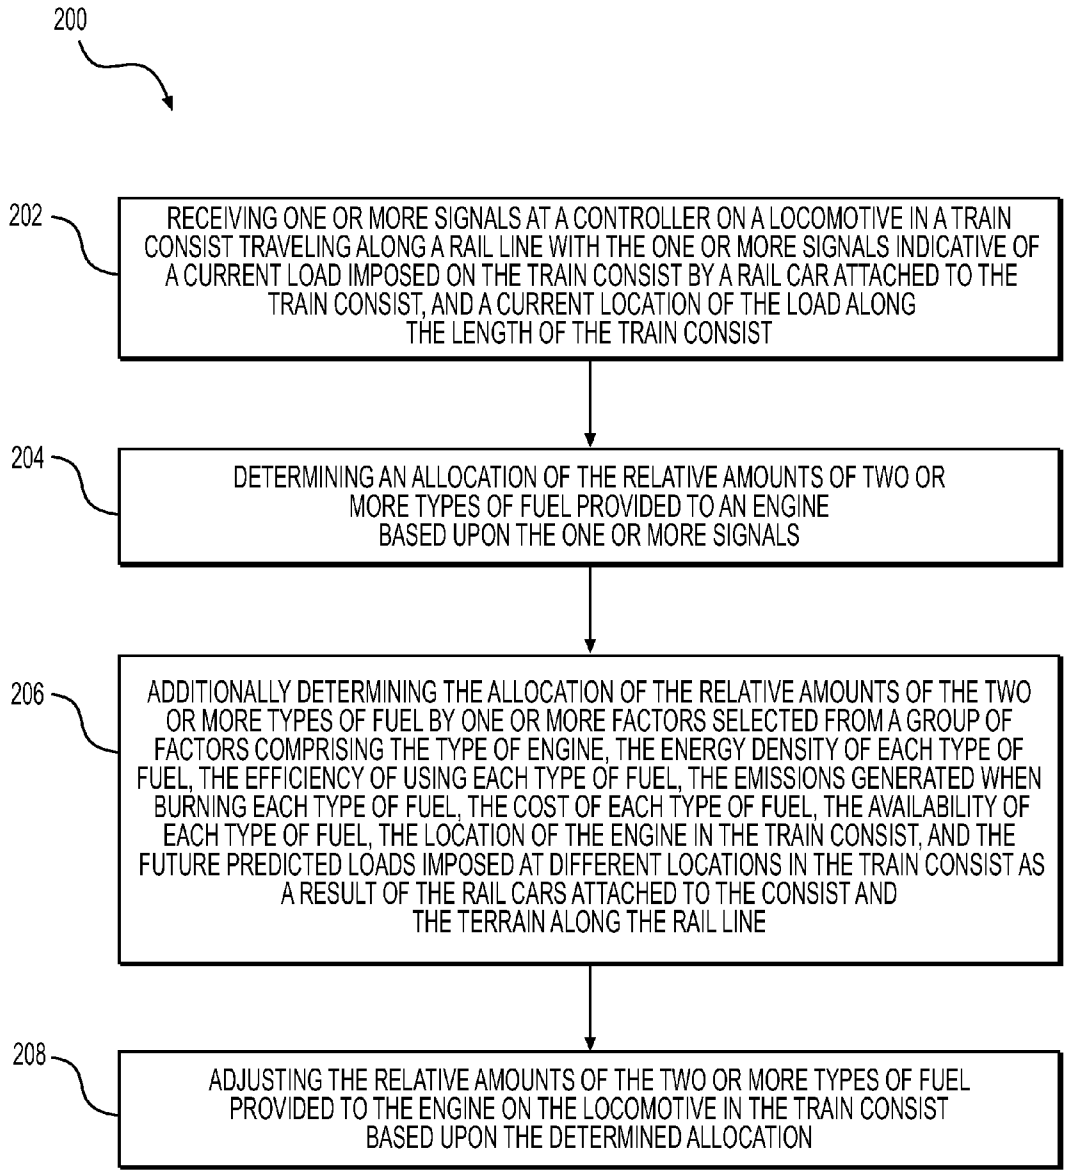 200
202
RECEIVING ONE OR MORE SIGNALS AT A CONTROLLER ON A LOCOMOTIVE IN A TRAIN
CONSIST TRAVELING ALONG A RAIL LINE WITH THE ONE OR MORE SIGNALS INDICATIVE OF
A CURRENT LOAD IMPOSED ON THE TRAIN CONSIST BY A RAIL CAR ATTACHED TO THE
TRAIN CONSIST, AND A CURRENT LOCATION OF THE LOAD ALONG
THE LENGTH OF THE TRAIN CONSIST
204
DETERMINING AN ALLOCATION OF THE RELATIVE AMOUNTS OF TWO OR
MORE TYPES OF FUEL PROVIDED TO AN ENGINE
BASED UPON THE ONE OR MORE SIGNALS
206
ADDITIONALLY DETERMINING THE ALLOCATION OF THE RELATIVE AMOUNTS OF THE TWO
OR MORE TYPES OF FUEL BY ONE OR MORE FACTORS SELECTED FROM A GROUP OF
FACTORS COMPRISING THE TYPE OF ENGINE, THE ENERGY DENSITY OF EACH TYPE OF
FUEL, THE EFFICIENCY OF USING EACH TYPE OF FUEL, THE EMISSIONS GENERATED WHEN
BURNING EACH TYPE OF FUEL, THE COST OF EACH TYPE OF FUEL, THE AVAILABILITY OF
EACH TYPE OF FUEL, THE LOCATION OF THE ENGINE IN THE TRAIN CONSIST, AND THE
FUTURE PREDICTED LOADS IMPOSED AT DIFFERENT LOCATIONS IN THE TRAIN CONSIST AS
A RESULT OF THE RAIL CARS ATTACHED TO THE CONSIST AND
THE TERRAIN ALONG THE RAIL LINE
208
ADJUSTING THE RELATIVE AMOUNTS OF THE TWO OR MORE TYPES OF FUEL
PROVIDED TO THE ENGINE ON THE LOCOMOTIVE IN THE TRAIN CONSIST
BASED UPON THE DETERMINED ALLOCATION